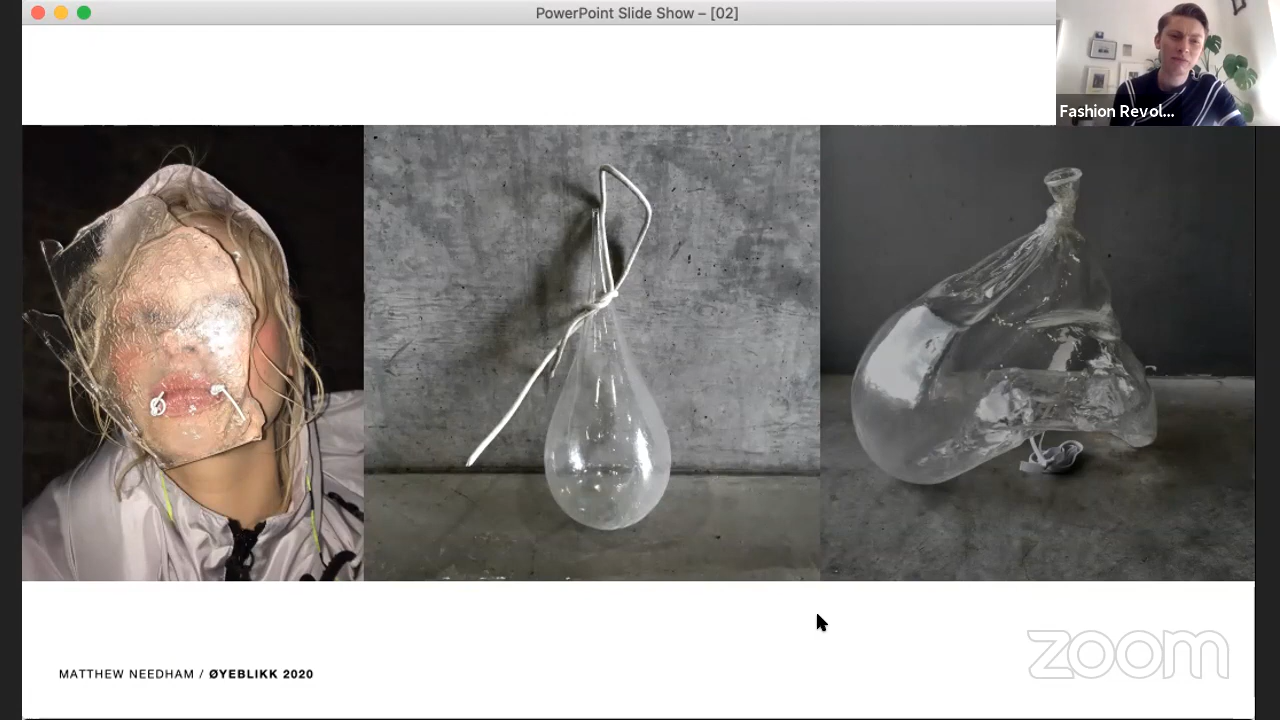 PowerPoint Slide Show – [02]
Fashion Revol...
MATTHEW NEEDHAM / ØYEBLIKK 2020
zoom